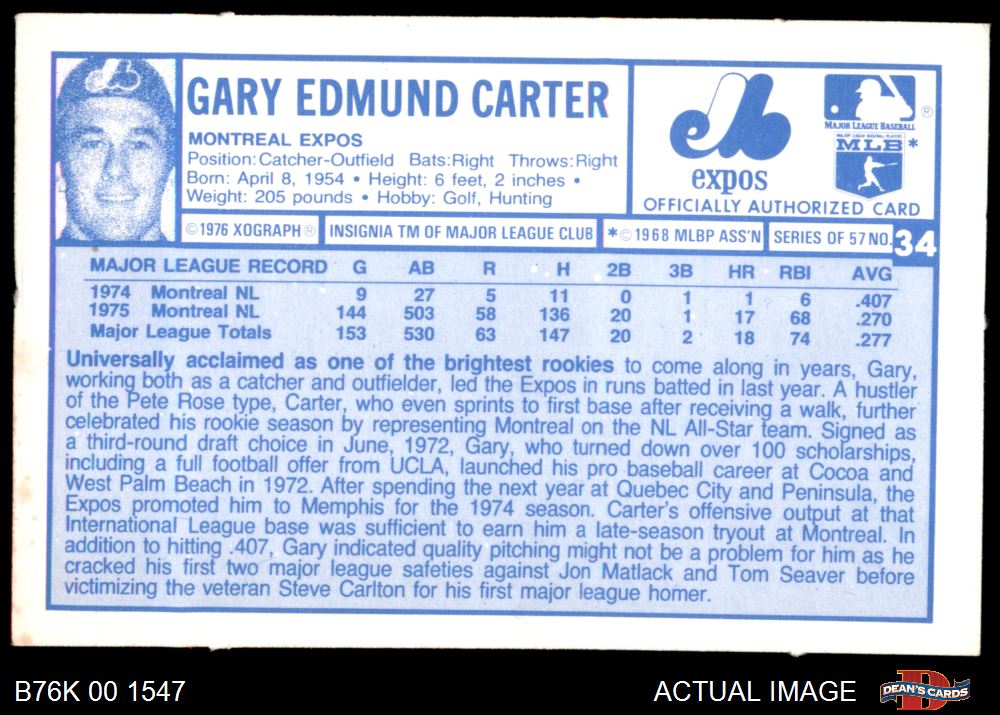 GARY EDMUND CARTER
MONTREAL EXPOS
Position: Catcher-Outfield Bats: Right Throws: Right
Born: April 8, 1954 • Height: 6 feet, 2 inches •
Weight: 205 pounds • Hobby: Golf, Hunting
eb
expos
MAJOR LEAGUE BASEBALL
®
MAJOR LEAGUE BASEBALL PLAYERS
MLB *
OFFICIALLY AUTHORIZED CARD
© 1976 XOGRAPH ® INSIGNIA TM OF MAJOR LEAGUE CLUB * © 1968 MLBP ASS'N SERIES OF 57 NO. 34
MAJOR LEAGUE RECORD G AB R H 2B 3B HR RBI AVG
1974 Montreal NL 9 27 5 11 0 1 1 6 .407
1975 Montreal NL 144 503 58 136 20 1 17 68 .270
Major League Totals 153 530 63 147 20 2 18 74 .277
Universally acclaimed as one of the brightest rookies to come along in years, Gary,
working both as a catcher and outfielder, led the Expos in runs batted in last year. A hustler
of the Pete Rose type, Carter, who even sprints to first base after receiving a walk, further
celebrated his rookie season by representing Montreal on the NL All-Star team. Signed as
a third-round draft choice in June, 1972, Gary, who turned down over 100 scholarships,
including a full football offer from UCLA, launched his pro baseball career at Cocoa and
West Palm Beach in 1972. After spending the next year at Quebec City and Peninsula, the
Expos promoted him to Memphis for the 1974 season. Carter's offensive output at that
International League base was sufficient to earn him a late-season tryout at Montreal. In
addition to hitting .407, Gary indicated quality pitching might not be a problem for him as he
cracked his first two major league safeties against Jon Matlack and Tom Seaver before
victimizing the veteran Steve Carlton for his first major league homer.
B76K 00 1547
ACTUAL IMAGE
DEAN'S CARDS